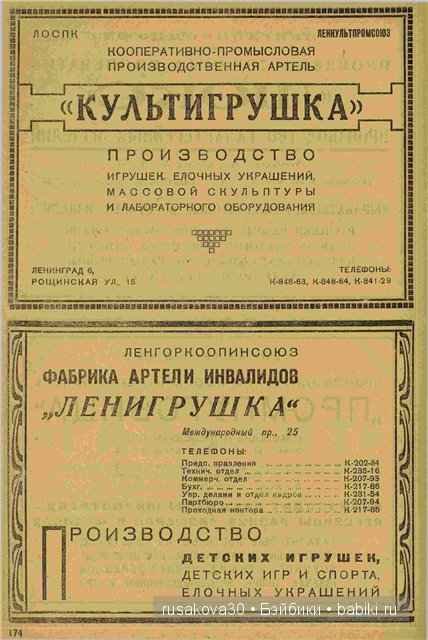 ЛОСПК ЛЕНКУЛЬТПРОМСОЮЗ
КООПЕРАТИВНО-ПРОМЫСЛОВАЯ
ПРОИЗВОДСТВЕННАЯ АРТЕЛЬ
«КУЛЬТИГРУШКА»
ПРОИЗВОДСТВО
ИГРУШЕК, ЕЛОЧНЫХ УКРАШЕНИЙ,
МАССОВОЙ СКУЛЬПТУРЫ
И ЛАБОРАТОРНОГО ОБОРУДОВАНИЯ
ЛЕНИНГРАД 6, ТЕЛЕФОНЫ:
РОЩИНСКАЯ УЛ., 15 К-848-63, К-848-64, К-841-29
ЛЕНГОРКООПИНСОЮЗ
ФАБРИКА АРТЕЛИ ИНВАЛИДОВ
„ЛЕНИГРУШКА“
Международный пр., 25
ТЕЛЕФОНЫ:
Предс. правления К-202-84
Технич. отдел К-235-16
Коммерч. отдел К-207-93
Бухг. К-217-86
Упр. делами и отдел кадров К-231-54
Партбюро К-207-94
Проходная контора К-217-85
ПРОИЗВОДСТВО
ДЕТСКИХ ИГРУШЕК,
ДЕТСКИХ ИГР И СПОРТА,
ЕЛОЧНЫХ УКРАШЕНИЙ
174
rusakova30 - Бэйбики - babiki.ru